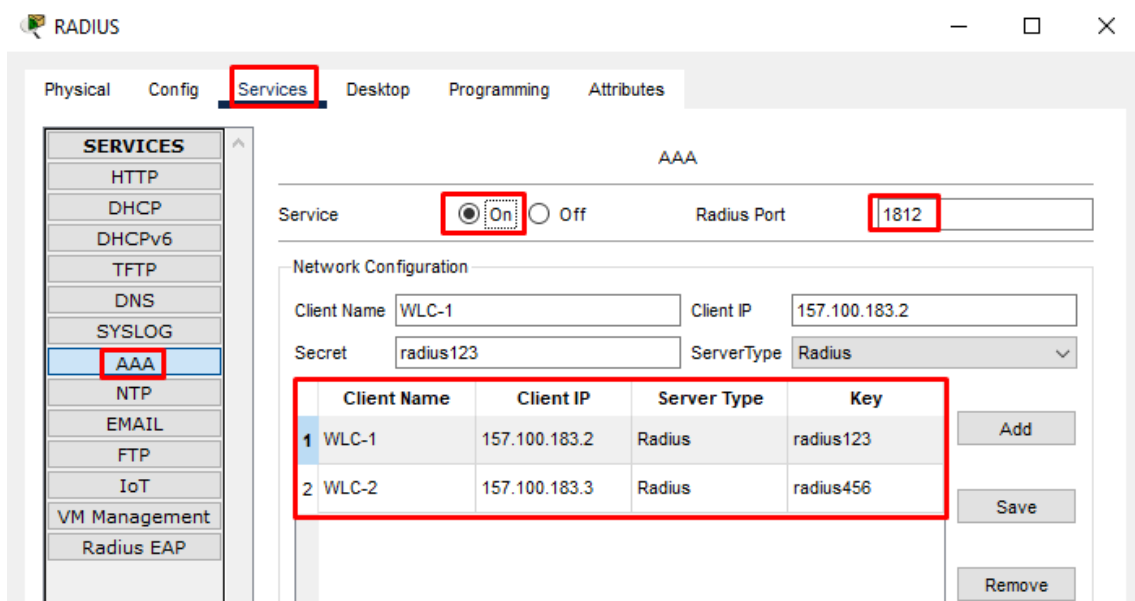 RADIUS
Physical Config Services Desktop Programming Attributes
SERVICES
HTTP
DHCP
DHCPv6
TFTP
DNS
SYSLOG
AAA
NTP
EMAIL
FTP
IoT
VM Management
Radius EAP
AAA
Service On Off Radius Port 1812
Network Configuration
Client Name WLC-1 Client IP 157.100.183.2
Secret radius123 ServerType Radius
Client Name Client IP Server Type Key
1 WLC-1 157.100.183.2 Radius radius123
2 WLC-2 157.100.183.3 Radius radius456
Add
Save
Remove